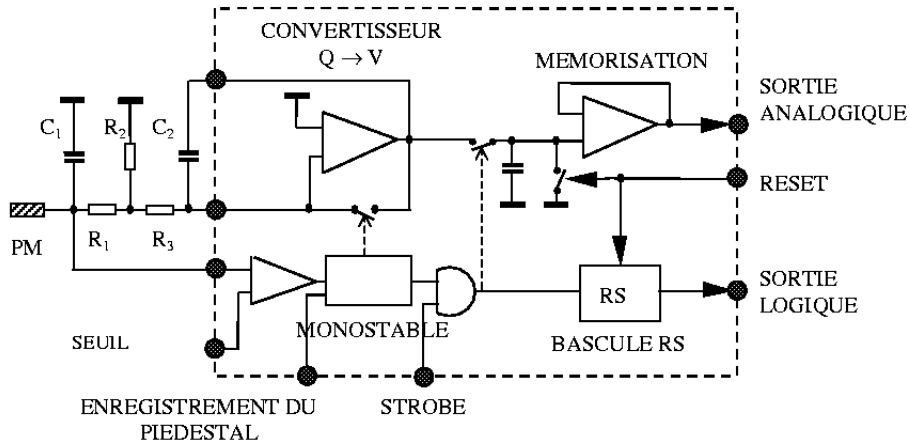 CONVERTISSEUR
Q → V
MEMORISATION
SORTIE
ANALOGIQUE
C1
R2
C2
RESET
PM
R1
R3
RS
SORTIE
LOGIQUE
MONOSTABLE
SEUIL
BASCULE RS
ENREGISTREMENT DU
PIEDESTAL
STROBE